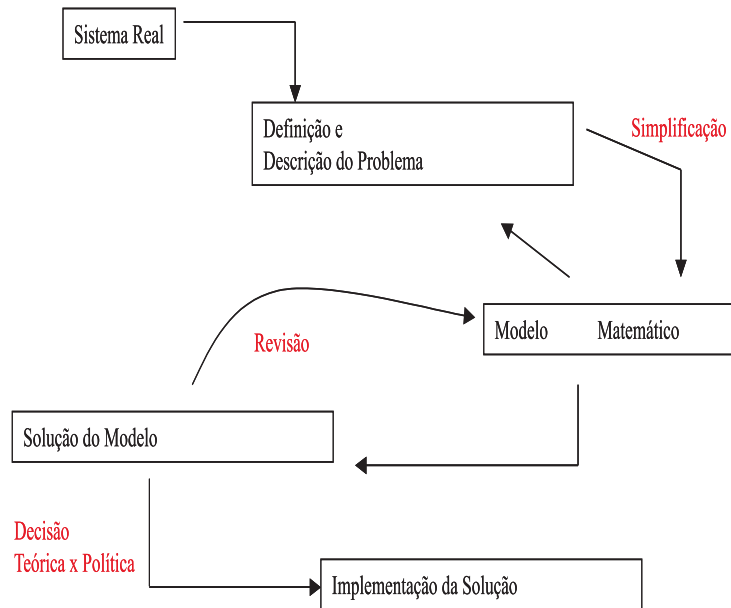 Sistema Real
Definição e
Descrição do Problema
Simplificação
Modelo Matemático
Revisão
Solução do Modelo
Decisão
Teórica x Política
Implementação da Solução